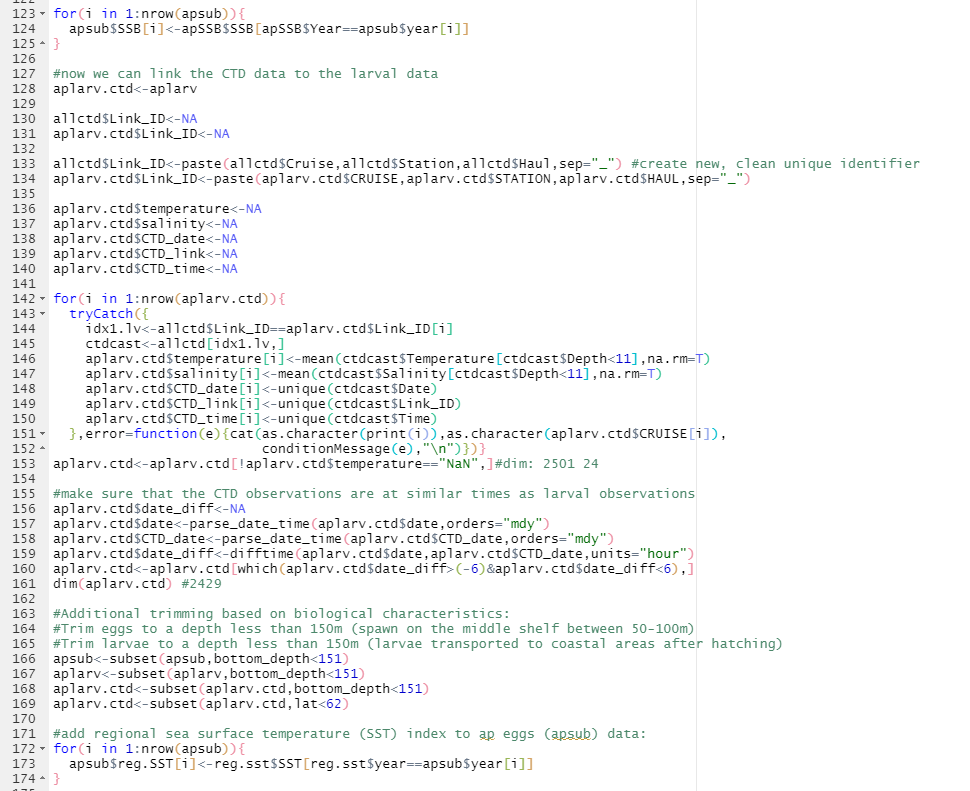 123 for(i in 1:nrow(apsub)){
124   apsub$SSB[i]<-apSSB$SSB[apSSB$Year==apsub$year[i]]
125 }
126
127 #now we can link the CTD data to the larval data
128 aplarv.ctd<-aplarv
129
130 allctd$Link_ID<-NA
131 aplarv.ctd$Link_ID<-NA
132
133 allctd$Link_ID<-paste(allctd$Cruise,allctd$Station,allctd$Haul,sep="_") #create new, clean unique identifier
134 aplarv.ctd$Link_ID<-paste(aplarv.ctd$CRUISE,aplarv.ctd$STATION,aplarv.ctd$HAUL,sep="_")
135
136 aplarv.ctd$temperature<-NA
137 aplarv.ctd$salinity<-NA
138 aplarv.ctd$CTD_date<-NA
139 aplarv.ctd$CTD_link<-NA
140 aplarv.ctd$CTD_time<-NA
141
142 for(i in 1:nrow(aplarv.ctd)){
143   tryCatch({
144     idx1.lv<-allctd$Link_ID==aplarv.ctd$Link_ID[i]
145     ctdcast<-allctd[idx1.lv,]
146     aplarv.ctd$temperature[i]<-mean(ctdcast$Temperature[ctdcast$Depth<11],na.rm=T)
147     aplarv.ctd$salinity[i]<-mean(ctdcast$Salinity[ctdcast$Depth<11],na.rm=T)
148     aplarv.ctd$CTD_date[i]<-unique(ctdcast$Date)
149     aplarv.ctd$CTD_link[i]<-unique(ctdcast$Link_ID)
150     aplarv.ctd$CTD_time[i]<-unique(ctdcast$Time)
151   },error=function(e){cat(as.character(print(i)),as.character(aplarv.ctd$CRUISE[i]),
152                           conditionMessage(e),"\n")})}
153 aplarv.ctd<-aplarv.ctd[!aplarv.ctd$temperature=="NaN",]#dim: 2501 24
154
155 #make sure that the CTD observations are at similar times as larval observations
156 aplarv.ctd$date_diff<-NA
157 aplarv.ctd$date<-parse_date_time(aplarv.ctd$date,orders="mdy")
158 aplarv.ctd$CTD_date<-parse_date_time(aplarv.ctd$CTD_date,orders="mdy")
159 aplarv.ctd$date_diff<-difftime(aplarv.ctd$date,aplarv.ctd$CTD_date,units="hour")
160 aplarv.ctd<-aplarv.ctd[which(aplarv.ctd$date_diff>(-6)&aplarv.ctd$date_diff<6),]
161 dim(aplarv.ctd) #2429
162
163 #Additional trimming based on biological characteristics:
164 #Trim eggs to a depth less than 150m (spawn on the middle shelf between 50-100m)
165 #Trim larvae to a depth less than 150m (larvae transported to coastal areas after hatching)
166 apsub<-subset(apsub,bottom_depth<151)
167 aplarv<-subset(aplarv,bottom_depth<151)
168 aplarv.ctd<-subset(aplarv.ctd,bottom_depth<151)
169 aplarv.ctd<-subset(aplarv.ctd,lat<62)
170
171 #add regional sea surface temperature (SST) index to ap eggs (apsub) data:
172 for(i in 1:nrow(apsub)){
173   apsub$reg.SST[i]<-reg.sst$SST[reg.sst$year==apsub$year[i]]
174 }